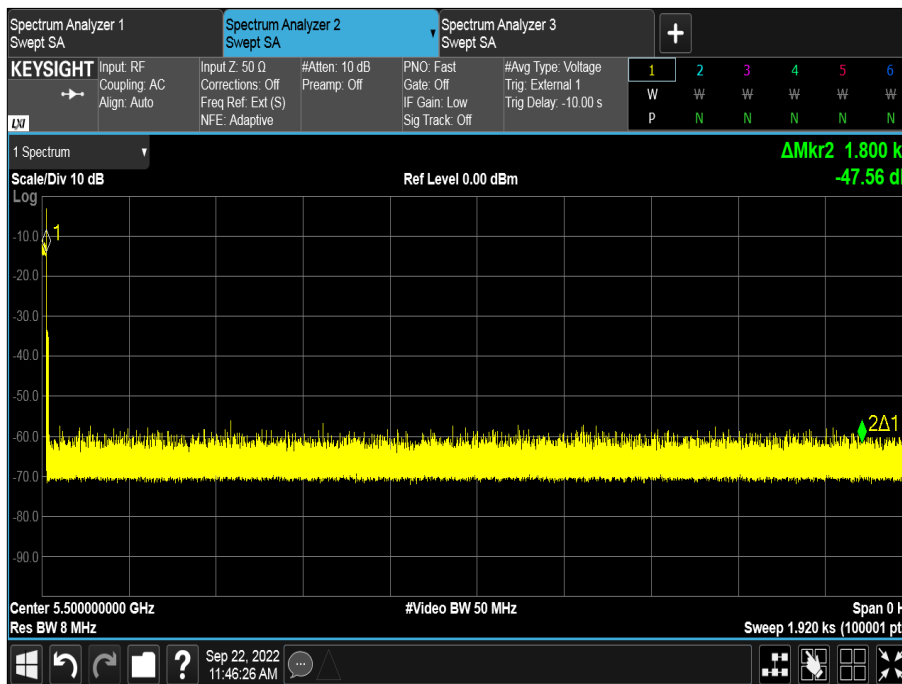 Spectrum Analyzer 1
Swept SA
Spectrum Analyzer 2
Swept SA
Spectrum Analyzer 3
Swept SA
+
KEYSIGHT
LXI
Input: RF
Coupling: AC
Align: Auto
Input Z: 50 Ω
Corrections: Off
Freq Ref: Ext (S)
NFE: Adaptive
#Atten: 10 dB
Preamp: Off
PNO: Fast
Gate: Off
IF Gain: Low
Sig Track: Off
#Avg Type: Voltage
Trig: External 1
Trig Delay: -10.00 s
1 2 3 4 5 6
W W W W W W
P N N N N N
1 Spectrum
ΔMkr2 1.800 k
Scale/Div 10 dB
Ref Level 0.00 dBm
-47.56 d
Log
1
-10.0
-20.0
-30.0
-40.0
-50.0
-60.0
2Δ1
-70.0
-80.0
-90.0
Center 5.500000000 GHz
#Video BW 50 MHz
Span 0 H
Res BW 8 MHz
Sweep 1.920 ks (100001 pt
?
Sep 22, 2022
11:46:26 AM